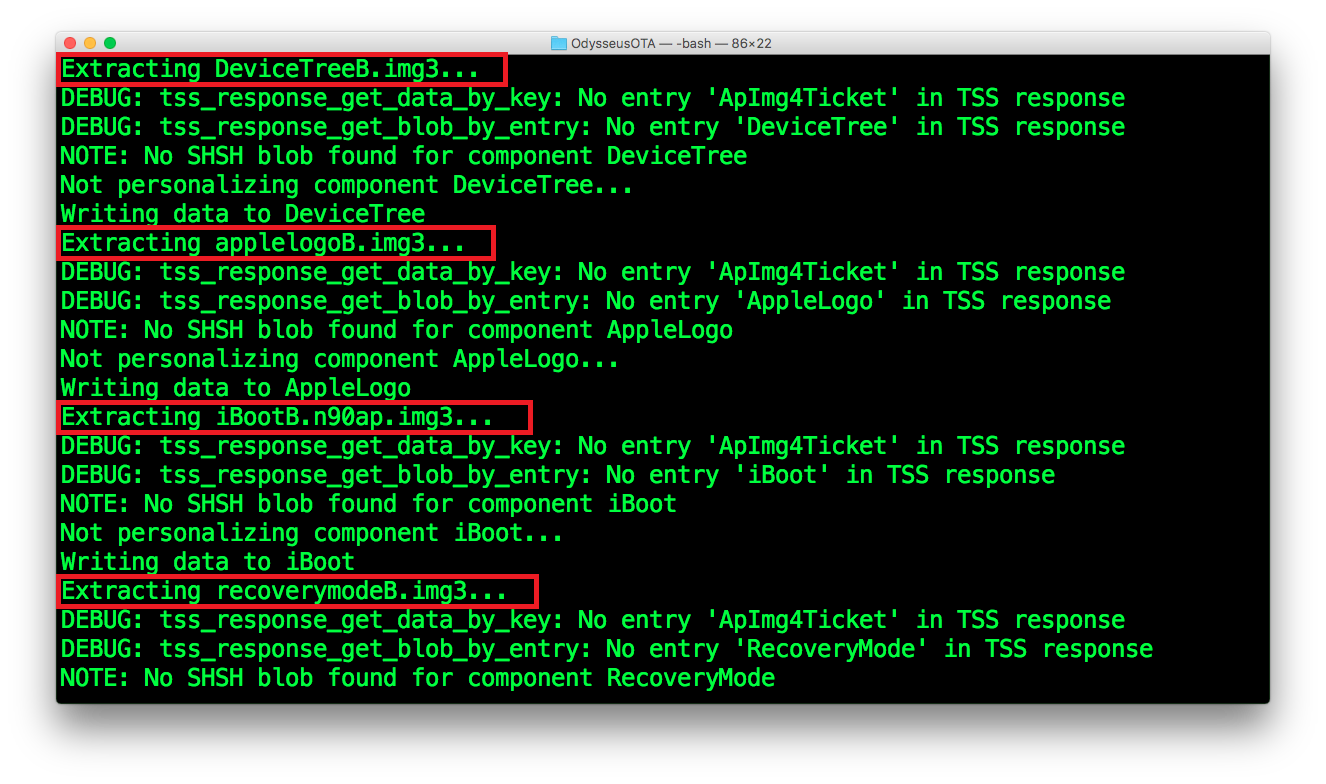 OdysseusOTA — -bash — 86×22
Extracting DeviceTreeB.img3...
DEBUG: tss_response_get_data_by_key: No entry 'ApImg4Ticket' in TSS response
DEBUG: tss_response_get_blob_by_entry: No entry 'DeviceTree' in TSS response
NOTE: No SHSH blob found for component DeviceTree
Not personalizing component DeviceTree...
Writing data to DeviceTree
Extracting applelogoB.img3...
DEBUG: tss_response_get_data_by_key: No entry 'ApImg4Ticket' in TSS response
DEBUG: tss_response_get_blob_by_entry: No entry 'AppleLogo' in TSS response
NOTE: No SHSH blob found for component AppleLogo
Not personalizing component AppleLogo...
Writing data to AppleLogo
Extracting iBootB.n90ap.img3...
DEBUG: tss_response_get_data_by_key: No entry 'ApImg4Ticket' in TSS response
DEBUG: tss_response_get_blob_by_entry: No entry 'iBoot' in TSS response
NOTE: No SHSH blob found for component iBoot
Not personalizing component iBoot...
Writing data to iBoot
Extracting recoverymodeB.img3...
DEBUG: tss_response_get_data_by_key: No entry 'ApImg4Ticket' in TSS response
DEBUG: tss_response_get_blob_by_entry: No entry 'RecoveryMode' in TSS response
NOTE: No SHSH blob found for component RecoveryMode